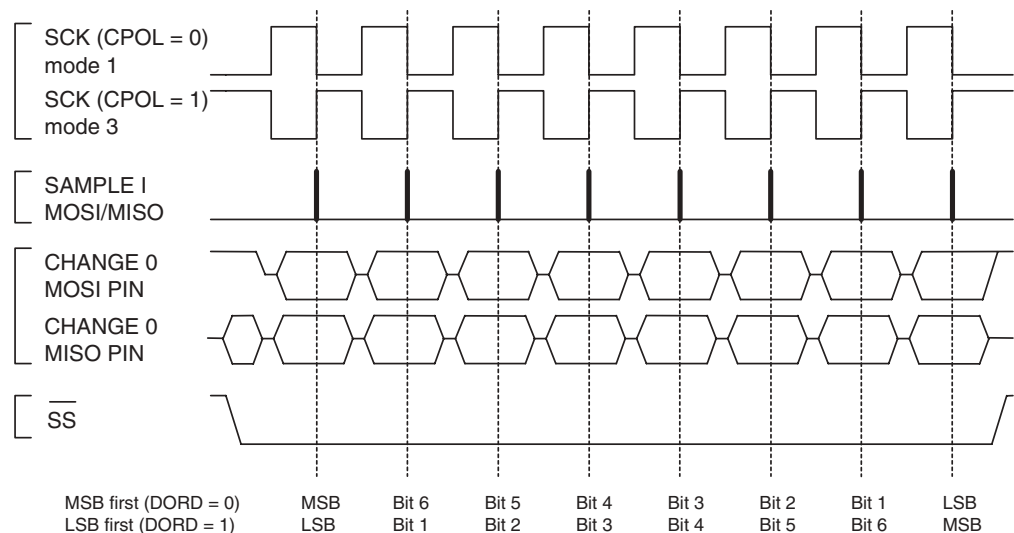 SCK (CPOL = 0)
mode 1
SCK (CPOL = 1)
mode 3
SAMPLE I
MOSI/MISO
CHANGE 0
MOSI PIN
CHANGE 0
MISO PIN
SS
MSB first (DORD = 0) MSB Bit 6 Bit 5 Bit 4 Bit 3 Bit 2 Bit 1 LSB
LSB first (DORD = 1) LSB Bit 1 Bit 2 Bit 3 Bit 4 Bit 5 Bit 6 MSB